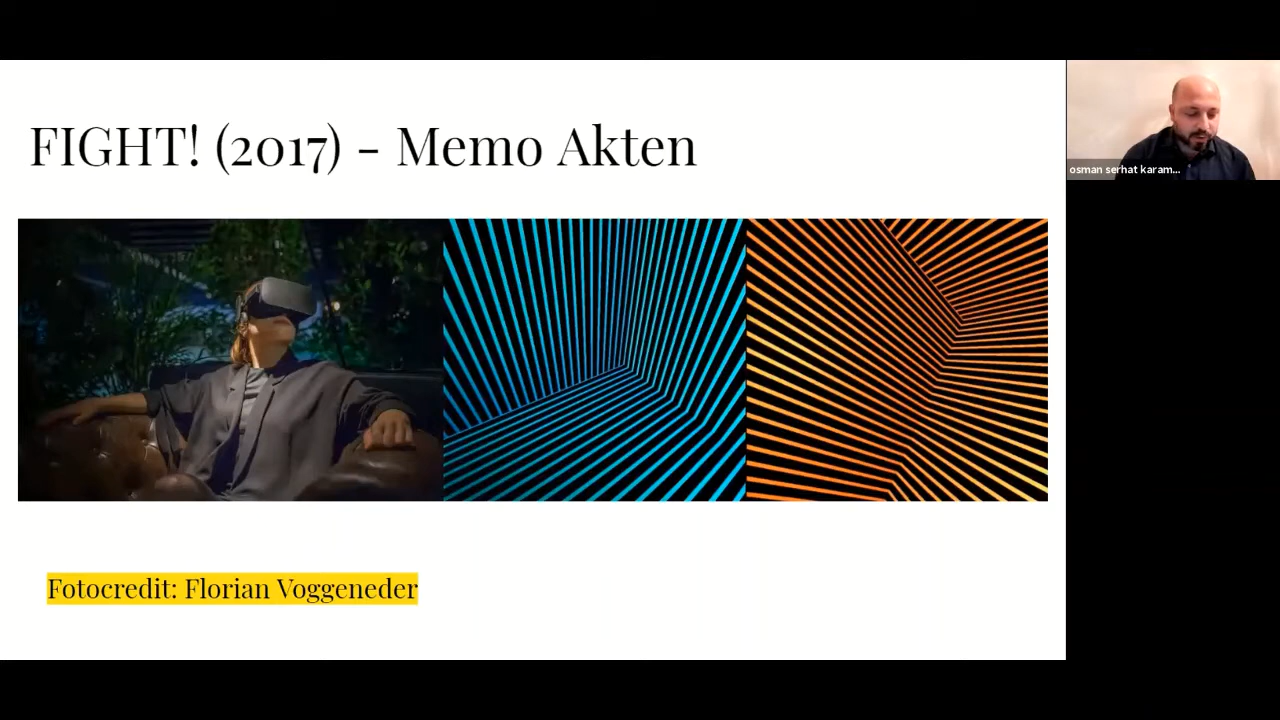 FIGHT! (2017) - Memo Akten
osman serhat karam...
Fotocredit: Florian Voggeneder